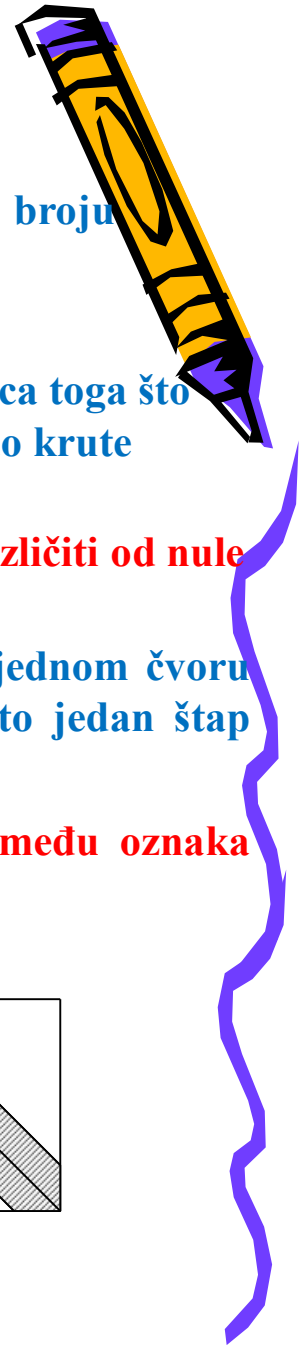 broju
ca toga što
o krute
zličiti od nule
jednom čvoru
to jedan štap
među oznaka